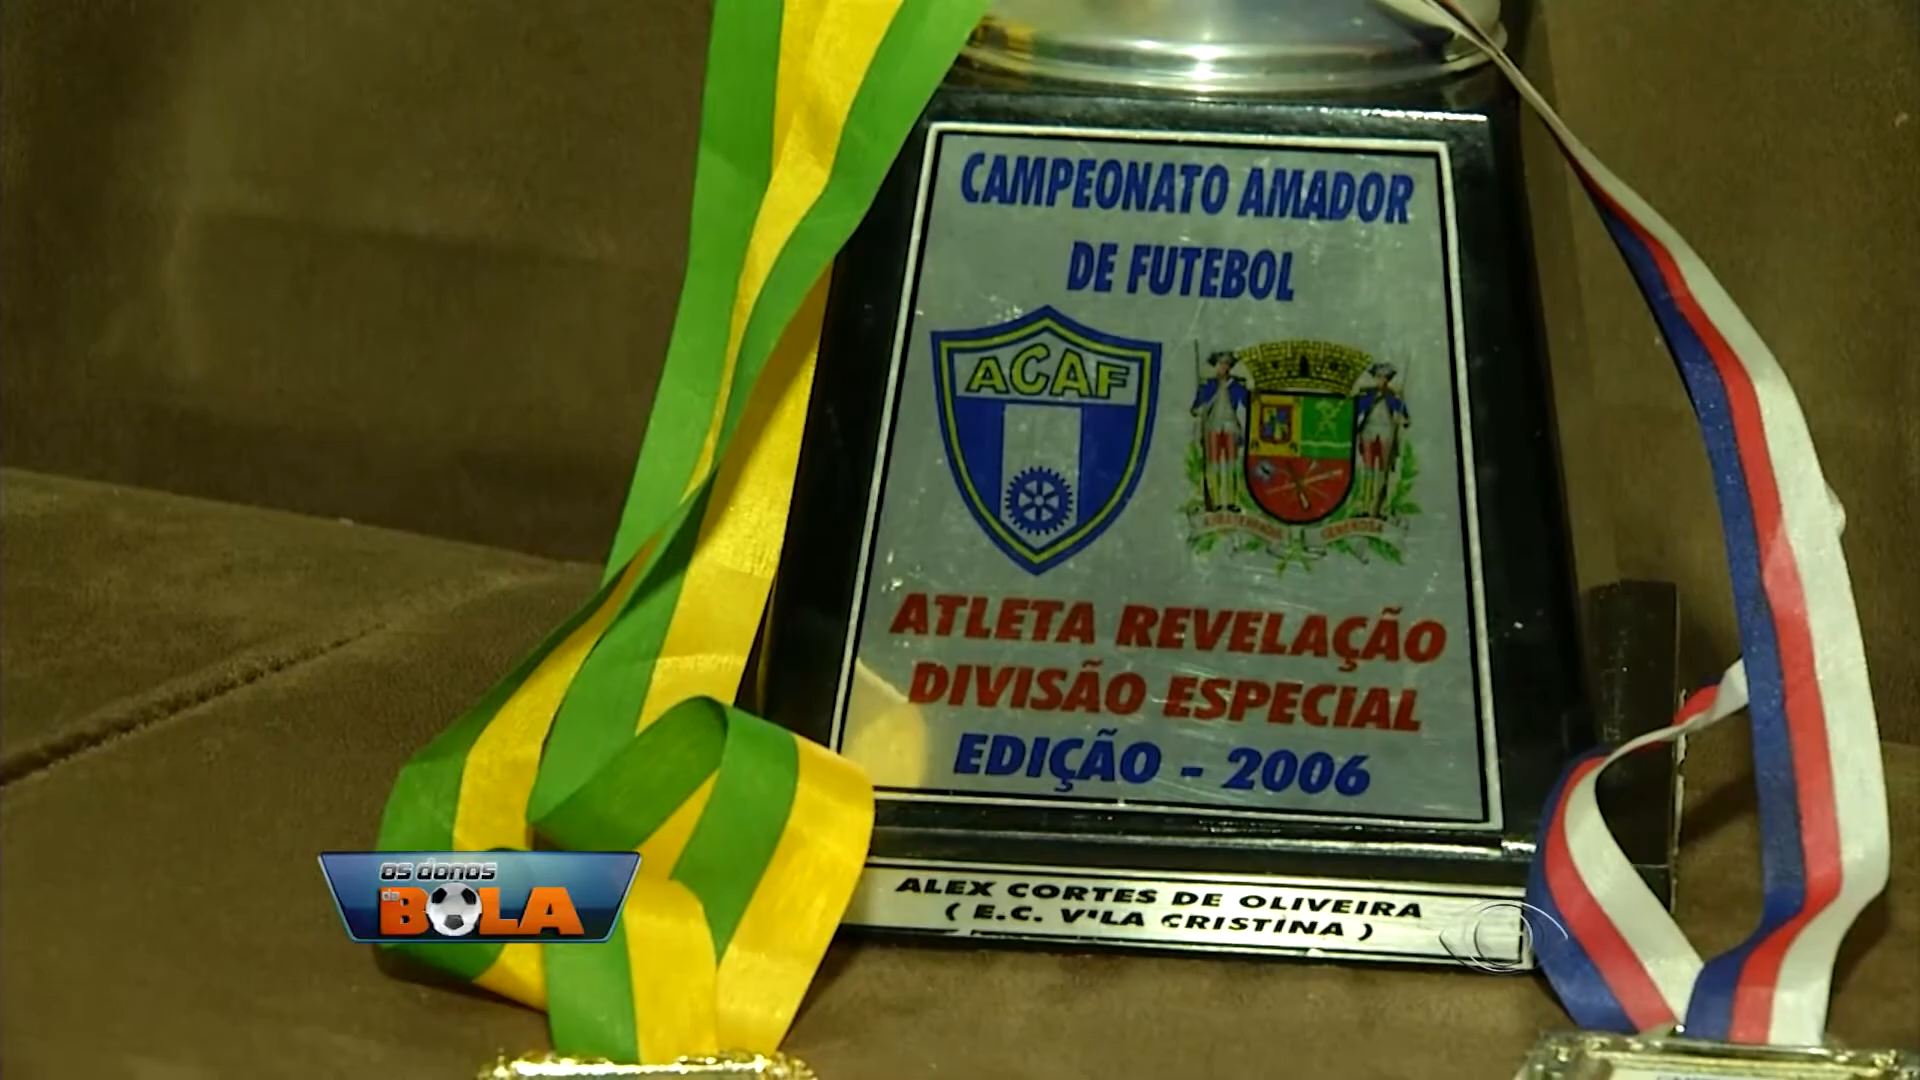 CAMPEONATO AMADOR
DE FUTEBOL
ACAF
ATLETA REVELAÇÃO
DIVISÃO ESPECIAL
EDIÇÃO - 2006
ALEX CORTES DE OLIVEIRA
( E.C. VILA CRISTINA )
os donos
da
BOLA